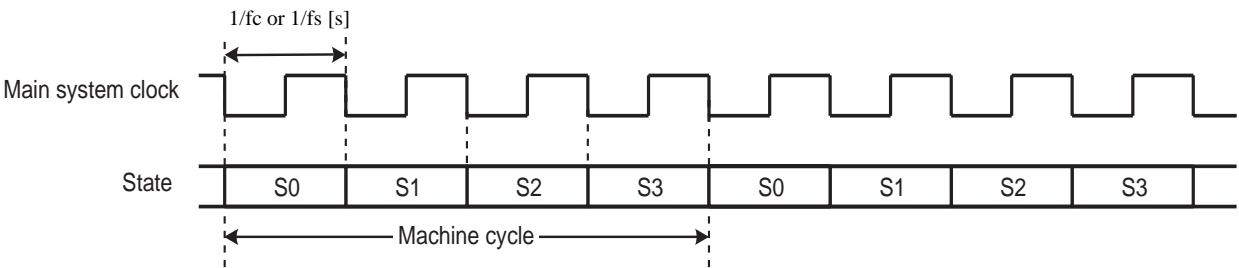 1/fc or 1/fs [s]
Main system clock
State S0 S1 S2 S3 S0 S1 S2 S3
Machine cycle